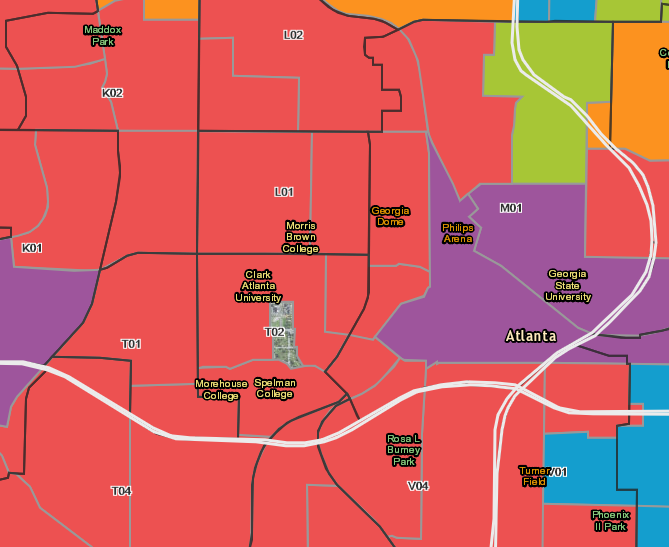 Maddox
Park
L02
Co
K02
L01
Georgia
Dome
M01
Morris
Brown
College
Philips
Arena
K01
Clark
Atlanta
University
Georgia
State
University
T02
Atlanta
T01
Morehouse
College
Spelman
College
Rosa L
Burney
Park
Turner
Field
V01
T04
V04
Phoenix
II Park